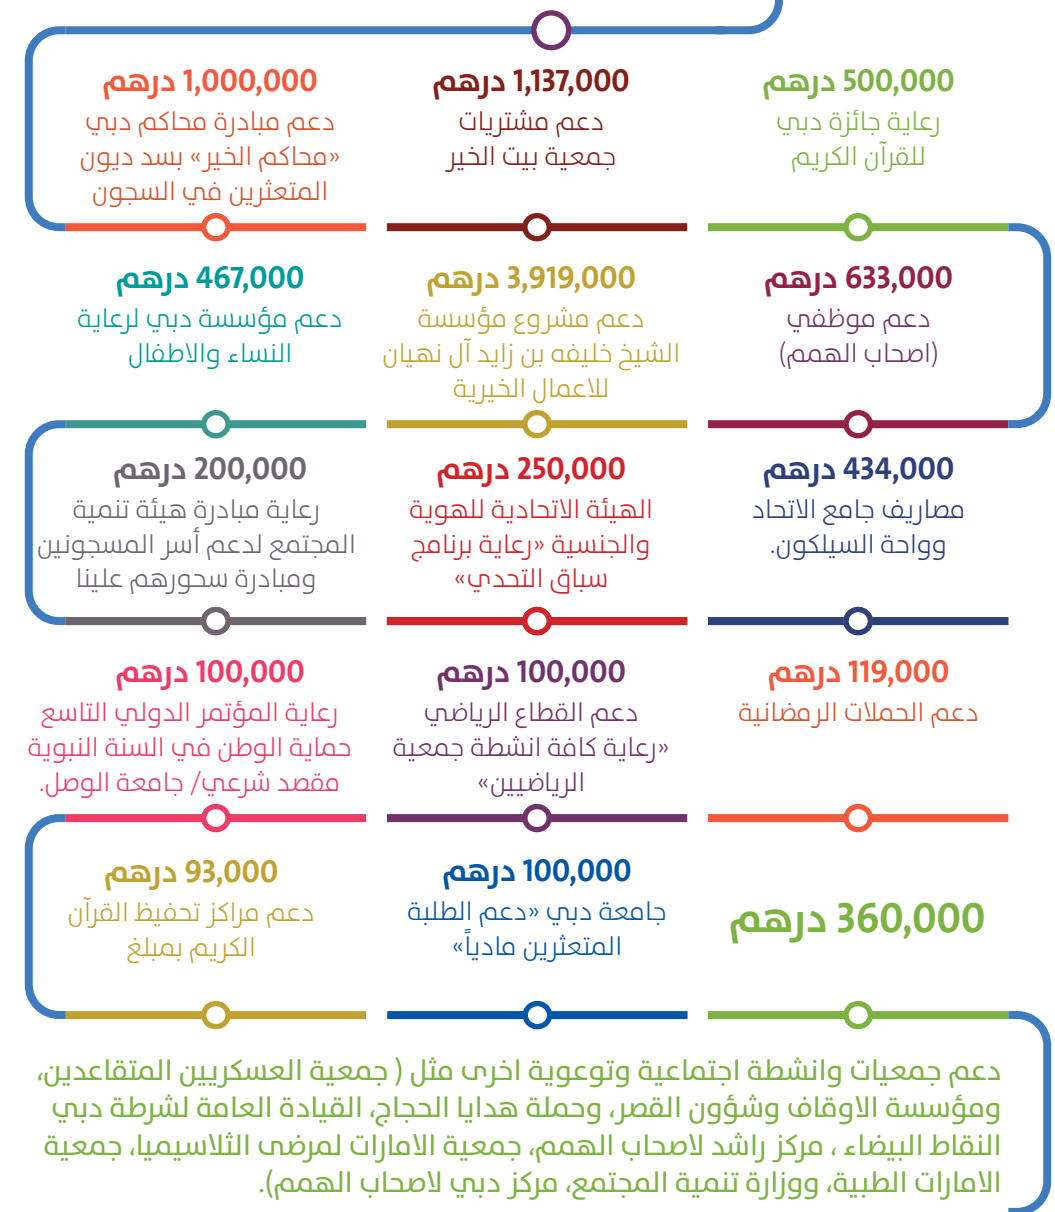 500,000 درهم
رعاية جائزة دبي
للقرآن الكريم
1,137,000 درهم
دعم مشتريات
جمعية بيت الخير
1,000,000 درهم
دعم مبادرة محاكم دبي
«محاكم الخير» بسد ديون
المتعثرين في السجون
633,000 درهم
دعم موظفي
(اصحاب الهمم)
3,919,000 درهم
دعم مشروع مؤسسة
الشيخ خليفه بن زايد آل نهيان
للاعمال الخيرية
467,000 درهم
دعم مؤسسة دبي لرعاية
النساء والاطفال
434,000 درهم
مصاريف جامع الاتحاد
وواحة السيلكون.
250,000 درهم
الهيئة الاتحادية للهوية
والجنسية «رعاية برنامج
سباق التحدي»
200,000 درهم
رعاية مبادرة هيئة تنمية
المجتمع لدعم أسر المسجونين
ومبادرة سحورهم علينا
119,000 درهم
دعم الحملات الرمضانية
100,000 درهم
دعم القطاع الرياضي
«رعاية كافة انشطة جمعية
الرياضيين»
100,000 درهم
رعاية المؤتمر الدولي التاسع
حماية الوطن في السنة النبوية
مقصد شرعي/ جامعة الوصل.
360,000 درهم
100,000 درهم
جامعة دبي «دعم الطلبة
المتعثرين مادياً»
93,000 درهم
دعم مراكز تحفيظ القرآن
الكريم بمبلغ
دعم جمعيات وانشطة اجتماعية وتوعوية اخرى مثل ( جمعية العسكريين المتقاعدين،
ومؤسسة الاوقاف وشؤون القصر، وحملة هدايا الحجاج، القيادة العامة لشرطة دبي
النقاط البيضاء ، مركز راشد لاصحاب الهمم، جمعية الامارات لمرضى الثلاسيميا، جمعية
الامارات الطبية، ووزارة تنمية المجتمع، مركز دبي لاصحاب الهمم).